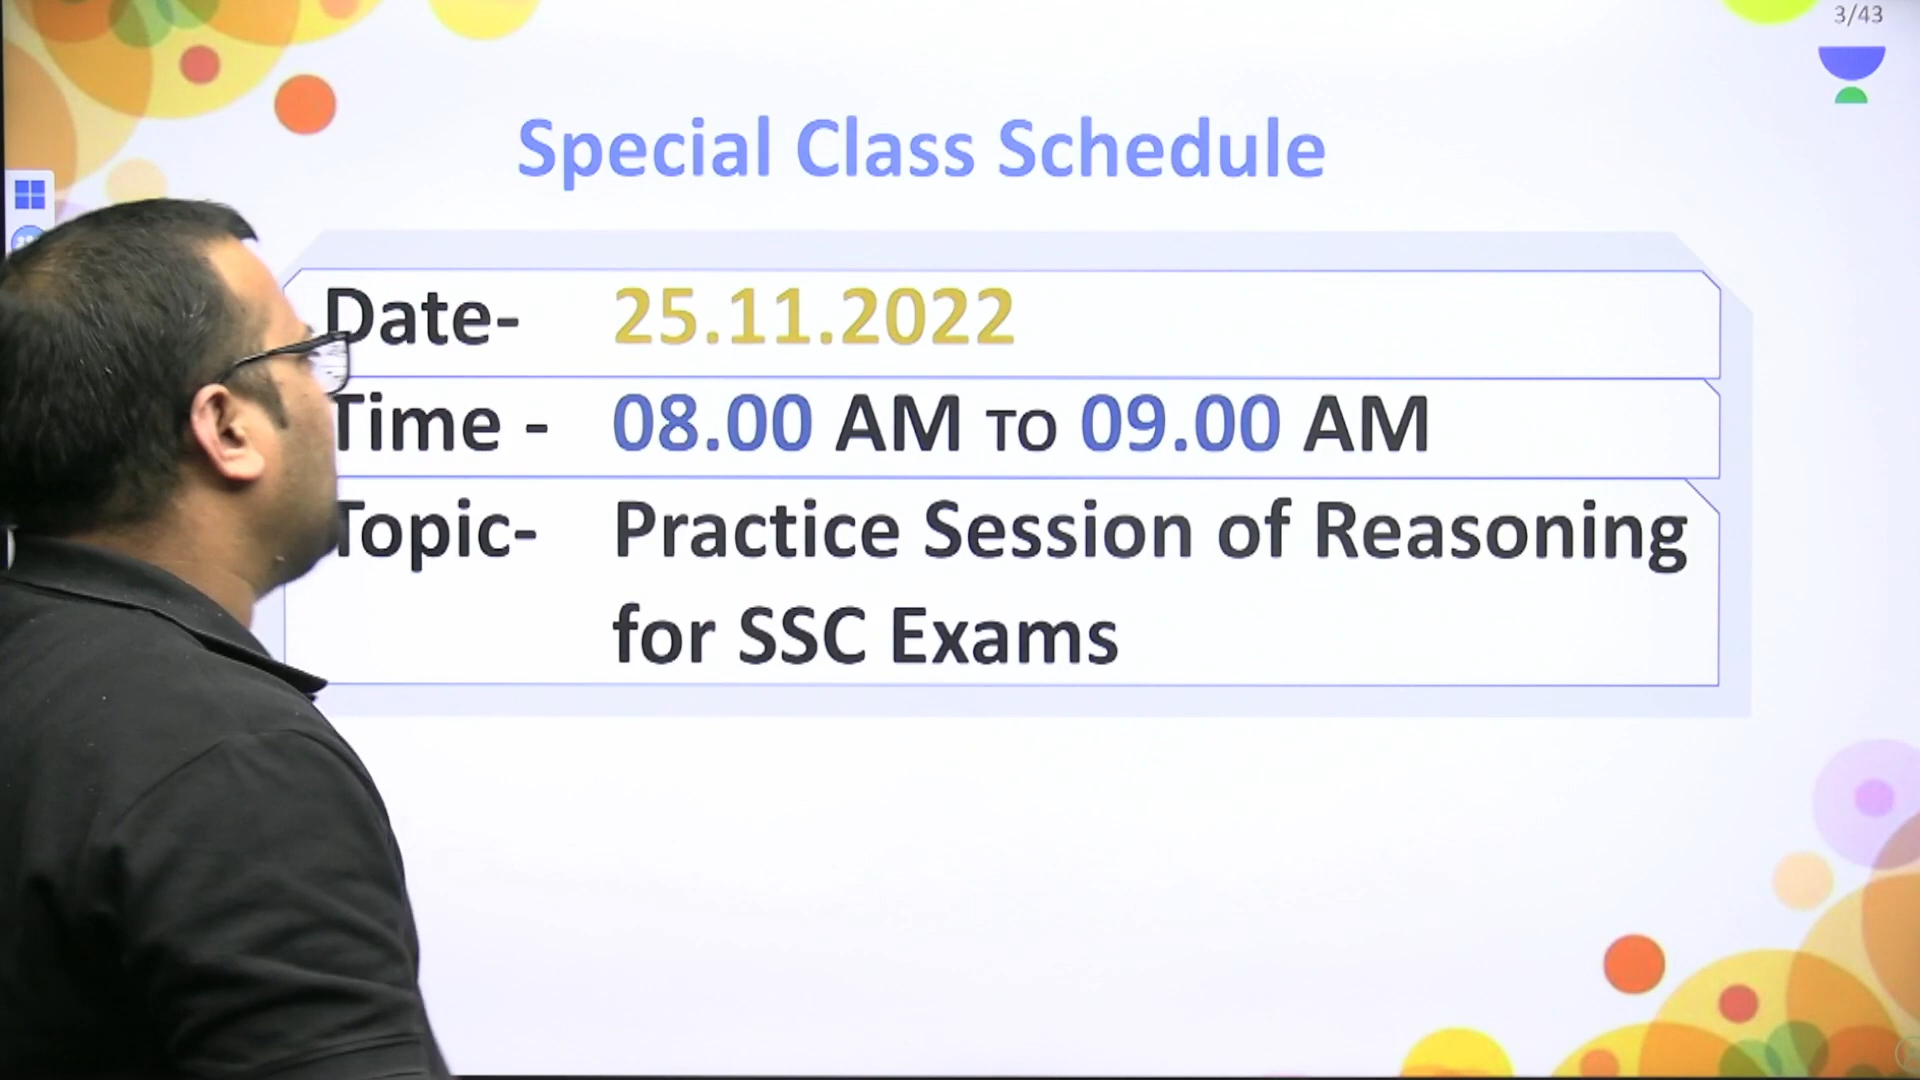 3/43
Special Class Schedule
Date- 25.11.2022
Time - 08.00 AM TO 09.00 AM
Topic- Practice Session of Reasoning
for SSC Exams